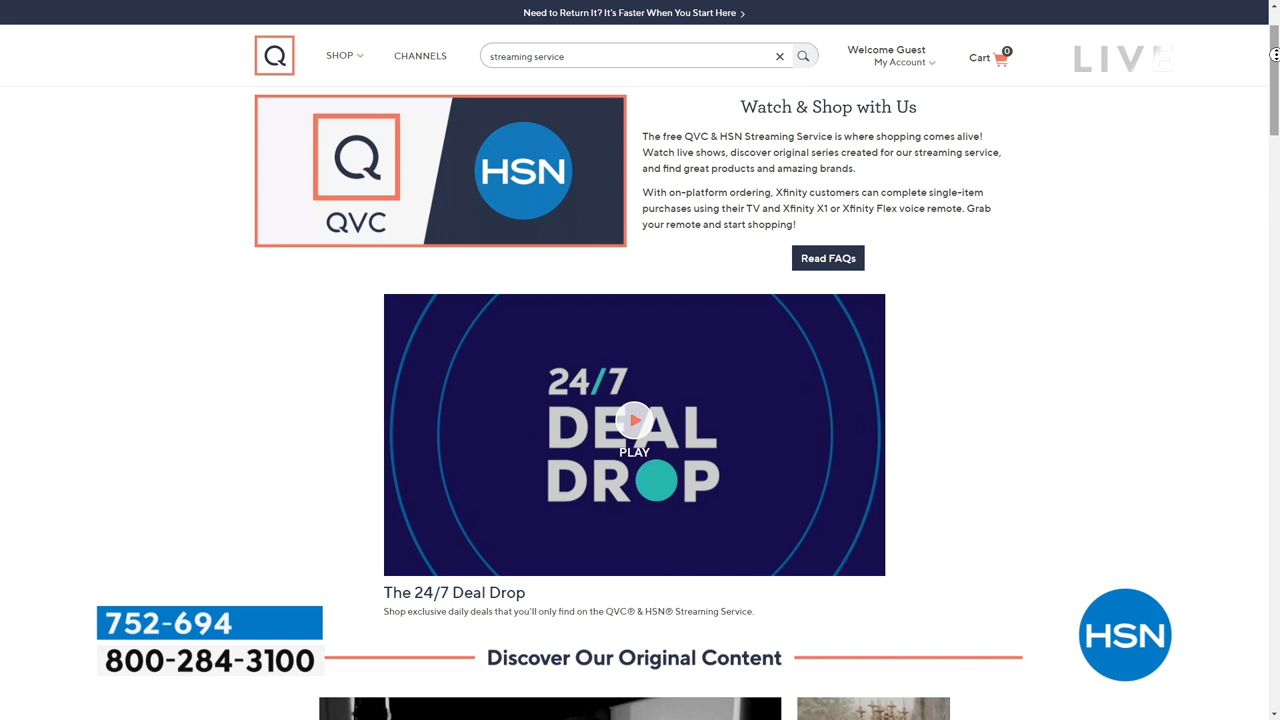 Need to Return It? It's Faster When You Start Here
Q
SHOP
CHANNELS
streaming service
Welcome Guest
My Account
Cart
0
LIVE
Q
QVC
HSN
Watch & Shop with Us
The free QVC & HSN Streaming Service is where shopping comes alive!
Watch live shows, discover original series created for our streaming service,
and find great products and amazing brands.
With on-platform ordering, Xfinity customers can complete single-item
purchases using their TV and Xfinity X1 or Xfinity Flex voice remote. Grab
your remote and start shopping!
Read FAQs
24/7
DEAL
DROP
PLAY
The 24/7 Deal Drop
Shop exclusive daily deals that you'll only find on the QVC® & HSN® Streaming Service.
752-694
800-284-3100
HSN
Discover Our Original Content